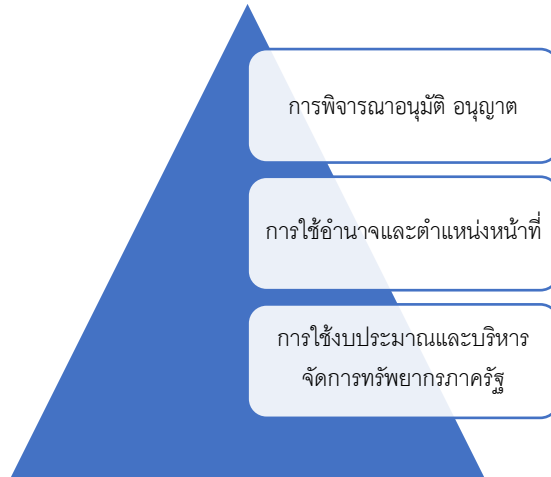 การพิจารณาอนุมัติ อนุญาต
การใช้อำนาจและตำแหน่งหน้าที่
การใช้งบประมาณและบริหาร
จัดการทรัพยากรภาครัฐ